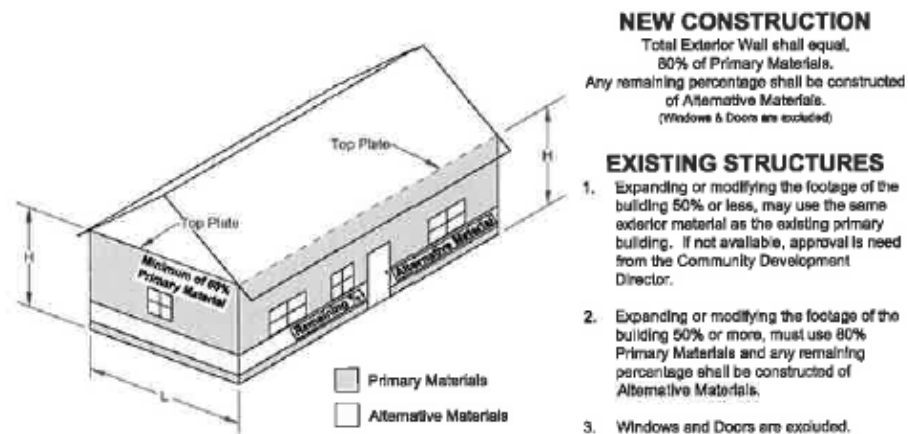 NEW CONSTRUCTION
Total Exterior Wall shall equal,
80% of Primary Materials.
Any remaining percentage shall be constructed
of Alternative Materials.
(Windows & Doors are excluded)
Top Plate
H
EXISTING STRUCTURES
1. Expanding or modifying the footage of the
building 50% or less, may use the same
exterior material as the existing primary
building. If not available, approval is need
from the Community Development
Director.
Top Plate
H
Minimum of 80%
Primary Material
Alternative Material
Remaining %
2. Expanding or modifying the footage of the
building 50% or more, must use 80%
Primary Materials and any remaining
percentage shall be constructed of
Alternative Materials.
L
Primary Materials
Alternative Materials
3. Windows and Doors are excluded.